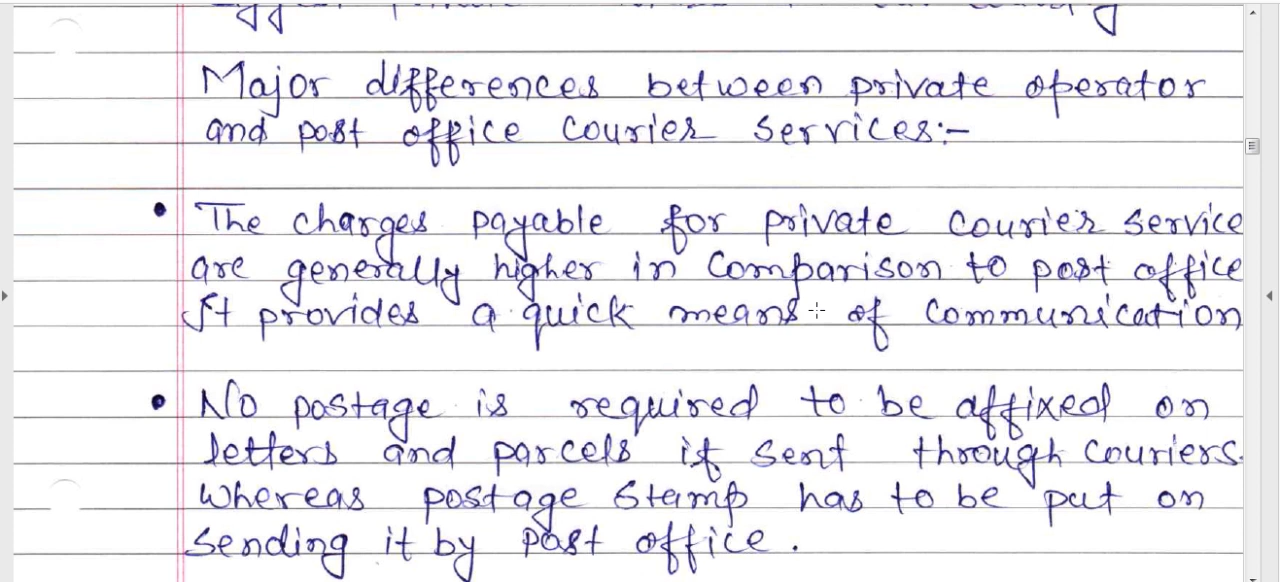 Major differences between private operator
and post office courier services:-
• The charges payable for private courier service
are generally higher in comparison to post office
It provides a quick means of communication
• No postage is required to be affixed on
letters and parcels if sent through couriers.
Whereas postage stamp has to be put on
sending it by post office.